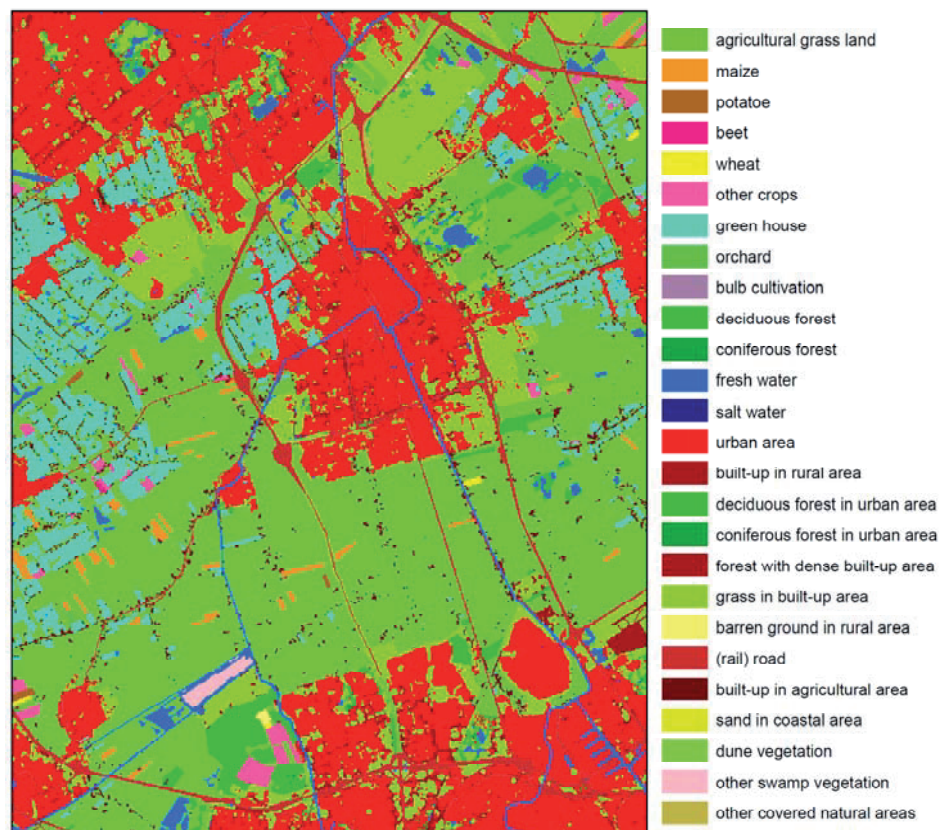 agricultural grass land
maize
potatoe
beet
wheat
other crops
green house
orchard
bulb cultivation
deciduous forest
coniferous forest
fresh water
salt water
urban area
built-up in rural area
deciduous forest in urban area
coniferous forest in urban area
forest with dense built-up area
grass in built-up area
barren ground in rural area
(rail) road
built-up in agricultural area
sand in coastal area
dune vegetation
other swamp vegetation
other covered natural areas